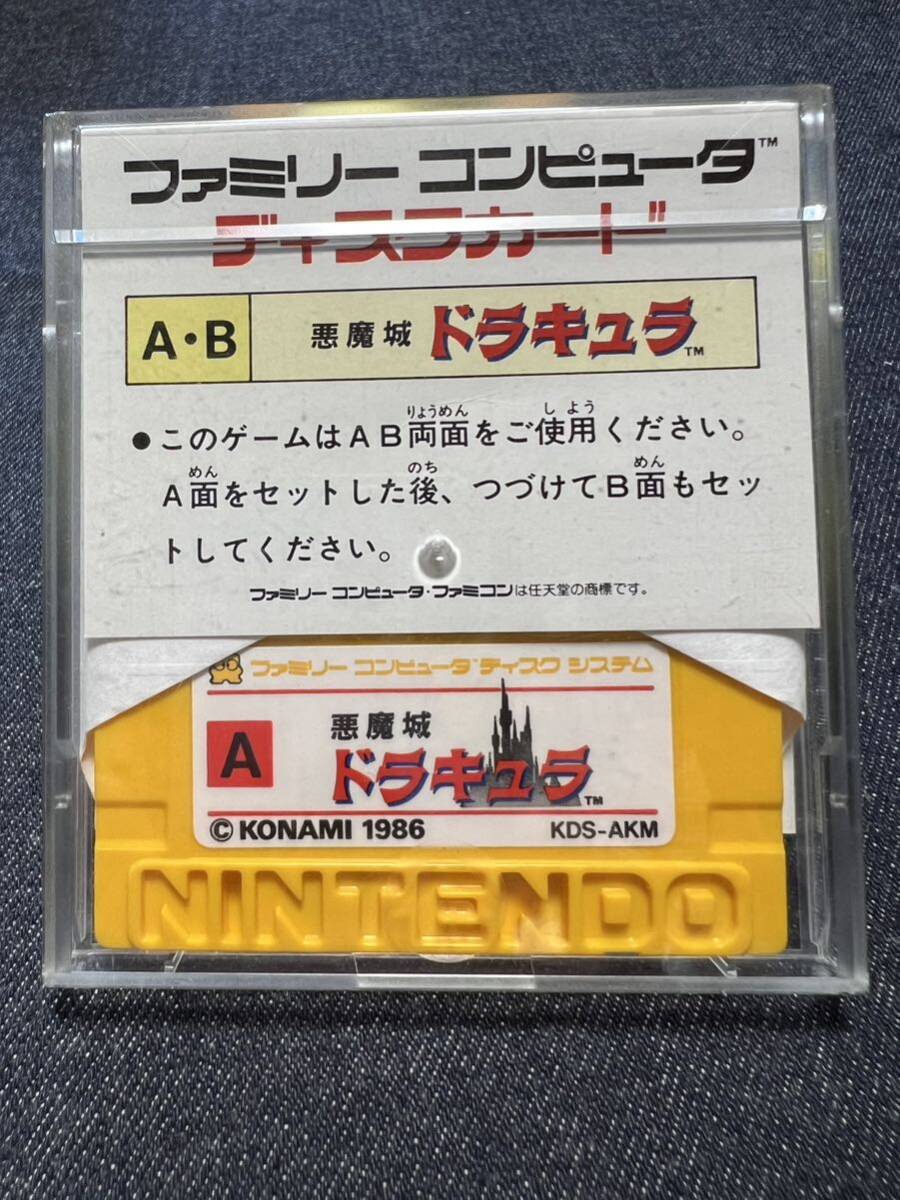 ファミリー コンピュータ™
ディスクカード
A・B 悪魔城 ドラキュラ™
りょうめん しよう
●このゲームはAB両面をご使用ください。
めん のち めん
A面をセットした後、つづけてB面もセッ
トしてください。
ファミリー コンピュータ・ファミコンは任天堂の商標です。
ファミリー コンピュータ™ ディスク システム
A 悪魔城
ドラキュラ™
© KONAMI 1986 KDS-AKM
NINTENDO